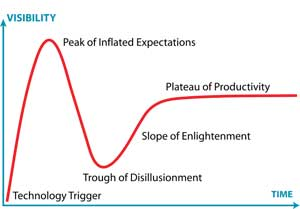 VISIBILITY
Peak of Inflated Expectations
Plateau of Productivity
Slope of Enlightenment
Trough of Disillusionment
Technology Trigger
TIME